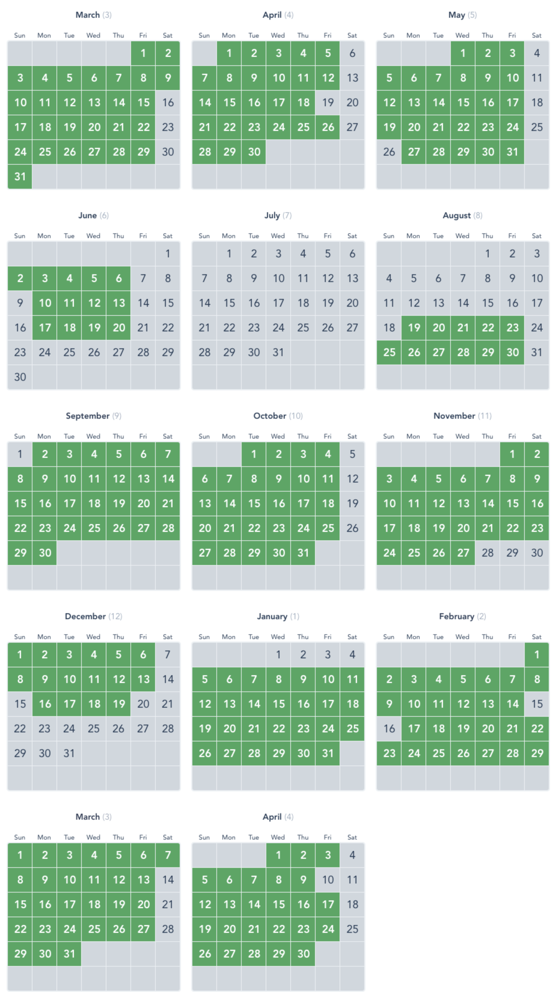 March (3)
Sun Mon Tue Wed Thu Fri Sat
1 2
3 4 5 6 7 8 9
10 11 12 13 14 15 16
17 18 19 20 21 22 23
24 25 26 27 28 29 30
31
April (4)
Sun Mon Tue Wed Thu Fri Sat
1 2 3 4 5 6
7 8 9 10 11 12 13
14 15 16 17 18 19 20
21 22 23 24 25 26 27
28 29 30
May (5)
Sun Mon Tue Wed Thu Fri Sat
1 2 3 4
5 6 7 8 9 10 11
12 13 14 15 16 17 18
19 20 21 22 23 24 25
26 27 28 29 30 31
June (6)
Sun Mon Tue Wed Thu Fri Sat
1
2 3 4 5 6 7 8
9 10 11 12 13 14 15
16 17 18 19 20 21 22
23 24 25 26 27 28 29
30
July (7)
Sun Mon Tue Wed Thu Fri Sat
1 2 3 4 5 6
7 8 9 10 11 12 13
14 15 16 17 18 19 20
21 22 23 24 25 26 27
28 29 30 31
August (8)
Sun Mon Tue Wed Thu Fri Sat
1 2 3
4 5 6 7 8 9 10
11 12 13 14 15 16 17
18 19 20 21 22 23 24
25 26 27 28 29 30 31
September (9)
Sun Mon Tue Wed Thu Fri Sat
1 2 3 4 5 6 7
8 9 10 11 12 13 14
15 16 17 18 19 20 21
22 23 24 25 26 27 28
29 30
October (10)
Sun Mon Tue Wed Thu Fri Sat
1 2 3 4 5
6 7 8 9 10 11 12
13 14 15 16 17 18 19
20 21 22 23 24 25 26
27 28 29 30 31
November (11)
Sun Mon Tue Wed Thu Fri Sat
1 2
3 4 5 6 7 8 9
10 11 12 13 14 15 16
17 18 19 20 21 22 23
24 25 26 27 28 29 30
December (12)
Sun Mon Tue Wed Thu Fri Sat
1 2 3 4 5 6 7
8 9 10 11 12 13 14
15 16 17 18 19 20 21
22 23 24 25 26 27 28
29 30 31
January (1)
Sun Mon Tue Wed Thu Fri Sat
1 2 3 4
5 6 7 8 9 10 11
12 13 14 15 16 17 18
19 20 21 22 23 24 25
26 27 28 29 30 31
February (2)
Sun Mon Tue Wed Thu Fri Sat
1
2 3 4 5 6 7 8
9 10 11 12 13 14 15
16 17 18 19 20 21 22
23 24 25 26 27 28 29
March (3)
Sun Mon Tue Wed Thu Fri Sat
1 2 3 4 5 6 7
8 9 10 11 12 13 14
15 16 17 18 19 20 21
22 23 24 25 26 27 28
29 30 31
April (4)
Sun Mon Tue Wed Thu Fri Sat
1 2 3 4
5 6 7 8 9 10 11
12 13 14 15 16 17 18
19 20 21 22 23 24 25
26 27 28 29 30